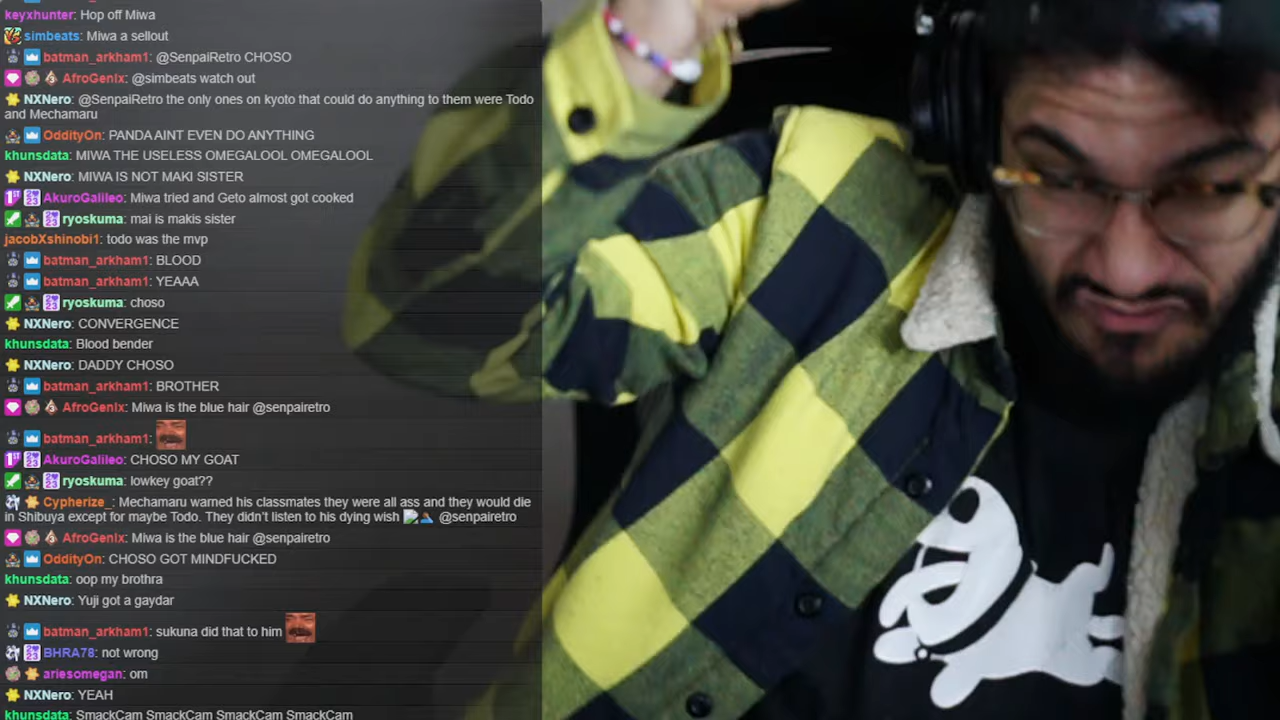 keyxhunter: Hop off Miwa
simbeats: Miwa a sellout
batman_arkham1: @SenpaiRetro CHOSO
AfroGenix: @simbeats watch out
NXNero: @SenpaiRetro the only ones on kyoto that could do anything to them were Todo
and Mechamaru
OddityOn: PANDA AINT EVEN DO ANYTHING
khunsdata: MIWA THE USELESS OMEGALOOL OMEGALOOL
NXNero: MIWA IS NOT MAKI SISTER
AkuroGalileo: Miwa tried and Geto almost got cooked
ryoskuma: mai is makis sister
jacobXshinobi1: todo was the mvp
batman_arkham1: BLOOD
batman_arkham1: YEAAA
ryoskuma: choso
NXNero: CONVERGENCE
khunsdata: Blood bender
NXNero: DADDY CHOSO
batman_arkham1: BROTHER
AfroGenix: Miwa is the blue hair @senpairetro
batman_arkham1:
AkuroGalileo: CHOSO MY GOAT
ryoskuma: lowkey goat??
Cypherize_: Mechamaru warned his classmates they were all ass and they would die
in Shibuya except for maybe Todo. They didn't listen to his dying wish @senpairetro
AfroGenix: Miwa is the blue hair @senpairetro
OddityOn: CHOSO GOT MINDFUCKED
khunsdata: oop my brothra
NXNero: Yuji got a gaydar
batman_arkham1: sukuna did that to him
BHRA78: not wrong
ariesomegan: om
NXNero: YEAH
khunsdata: SmackCam SmackCam SmackCam SmackCam